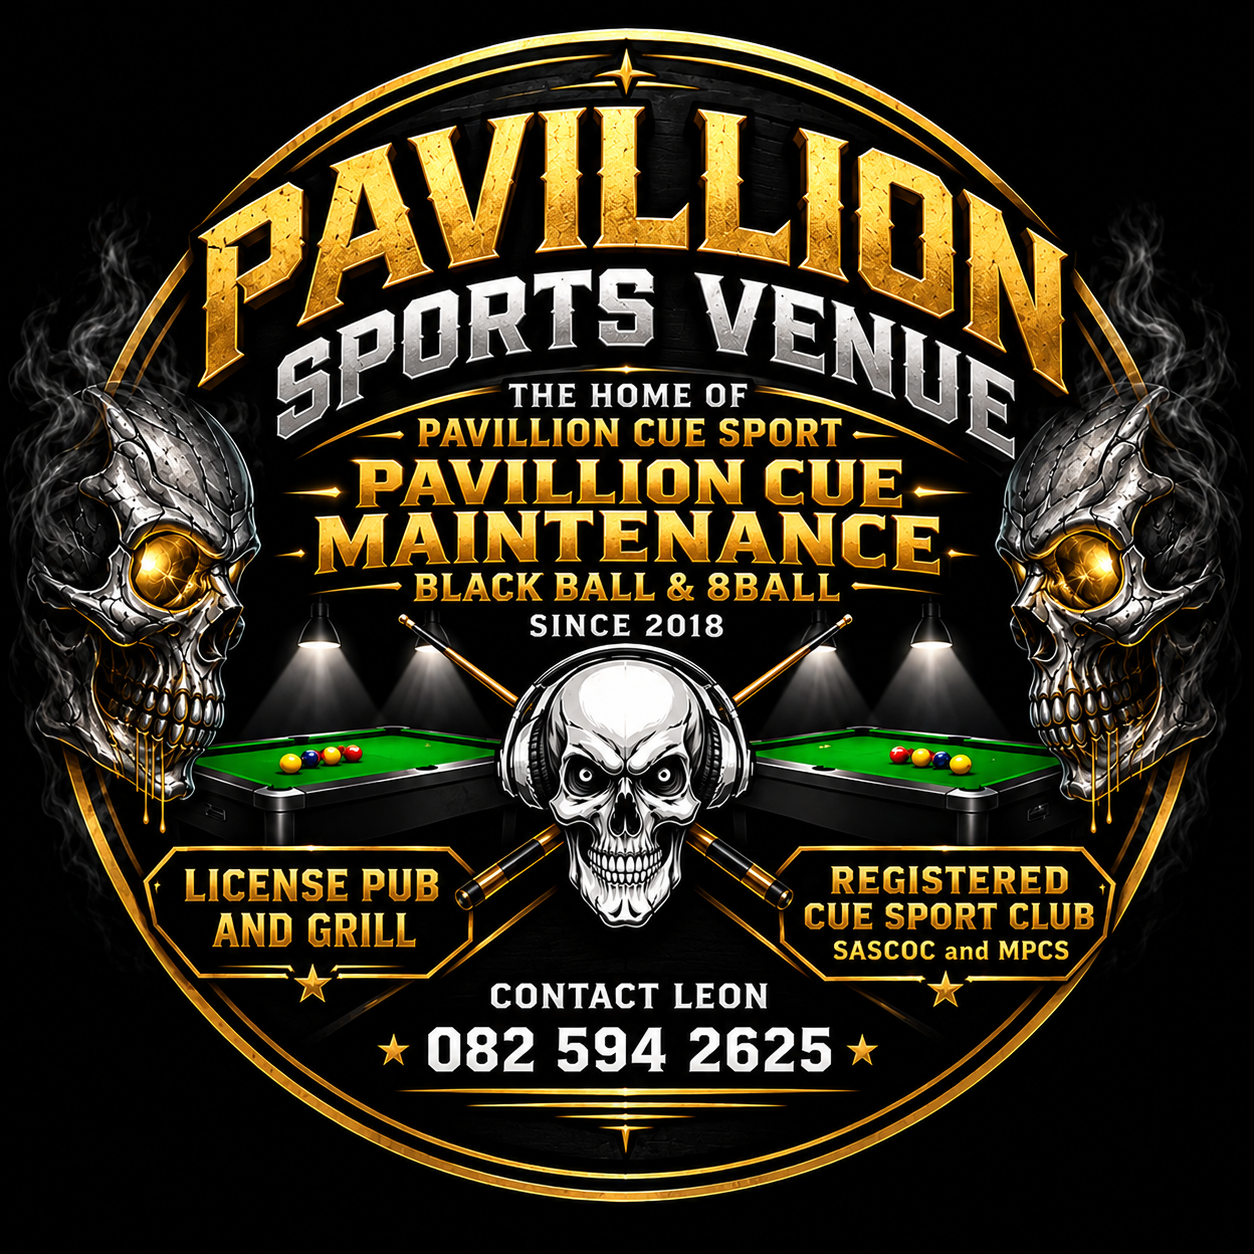 PAVILLION
SPORTS VENUE
THE HOME OF
PAVILLION CUE SPORT
PAVILLION CUE
MAINTENANCE
BLACK BALL & 8BALL
SINCE 2018
LICENSE PUB
AND GRILL
REGISTERED
CUE SPORT CLUB
SASCOC and MPCS
CONTACT LEON
082 594 2625